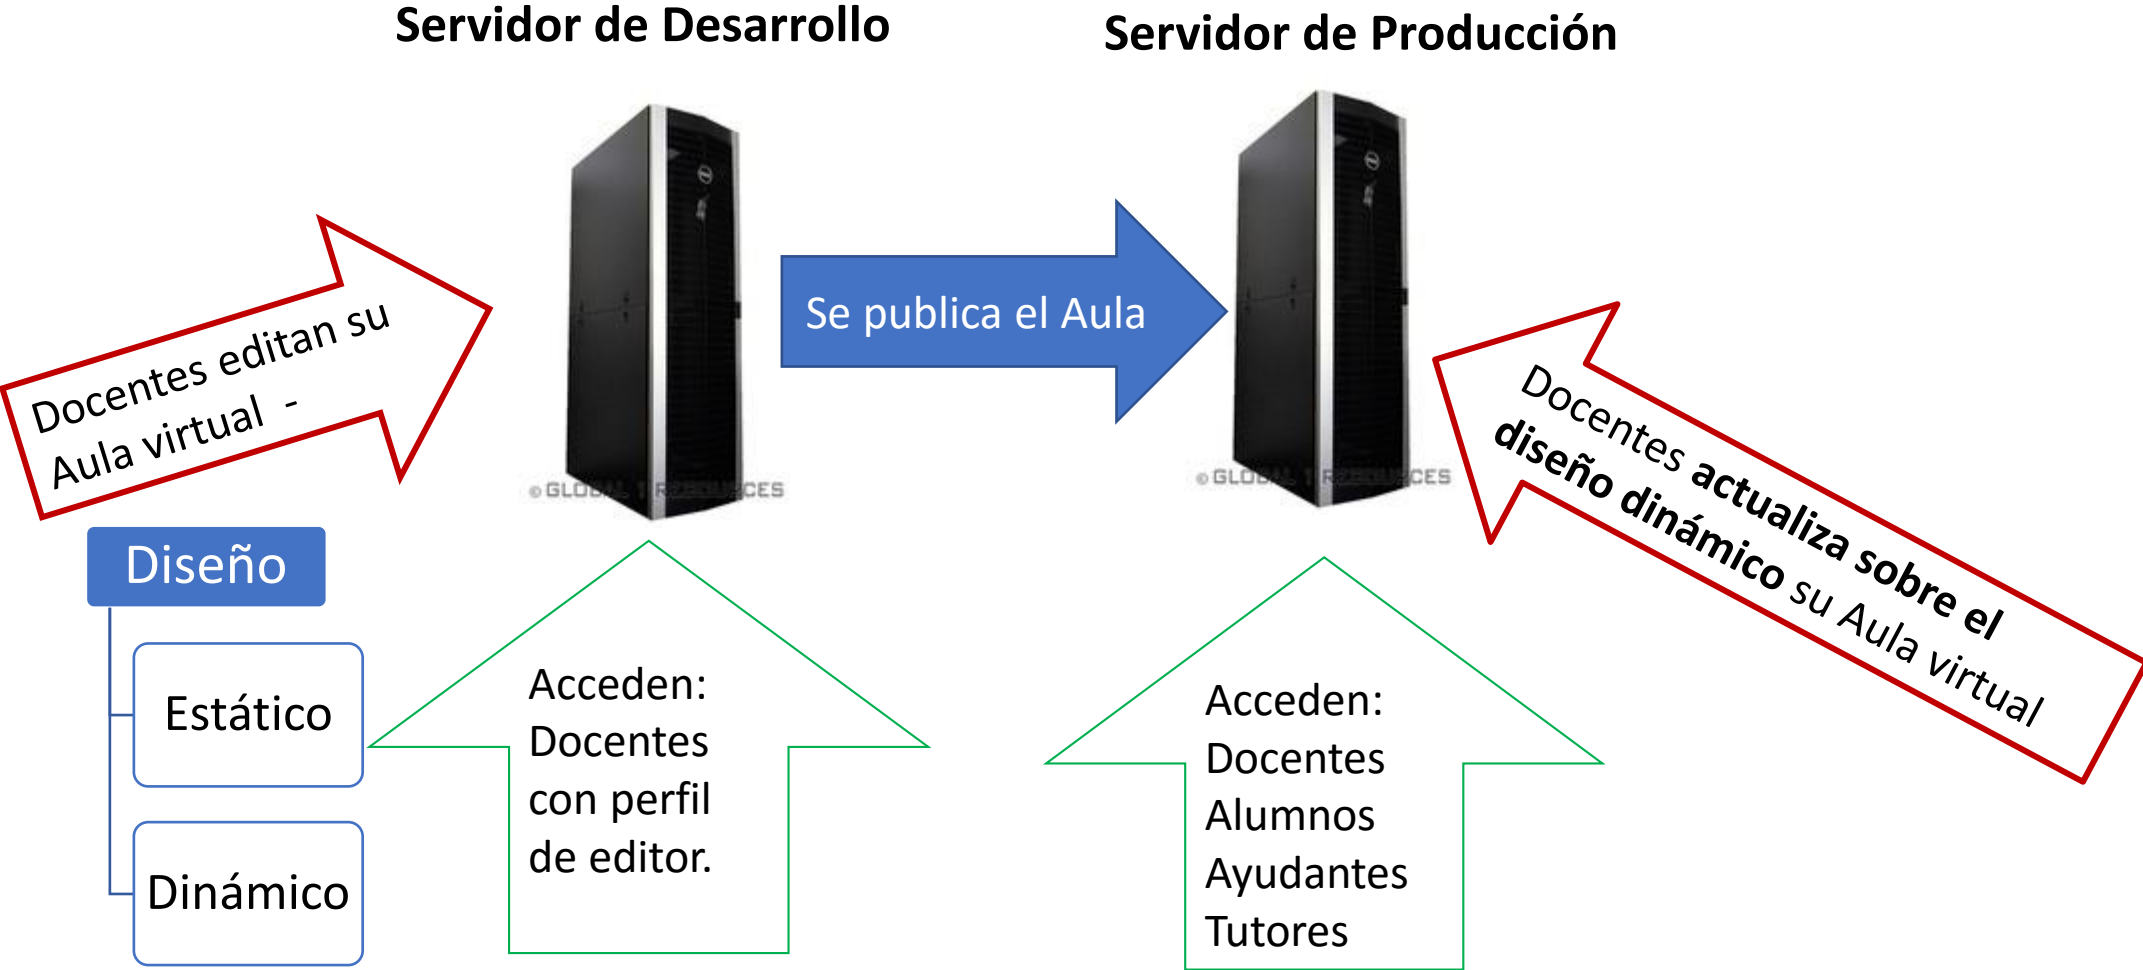 Servidor de Desarrollo
Servidor de Producción
Docentes editan su
Aula virtual -
Se publica el Aula
Docentes actualiza sobre el
diseño dinámico su Aula virtual
© GLOBAL
© GLOBAL
Diseño
Estático
Dinámico
Acceden:
Docentes
con perfil
de editor.
Acceden:
Docentes
Alumnos
Ayudantes
Tutores